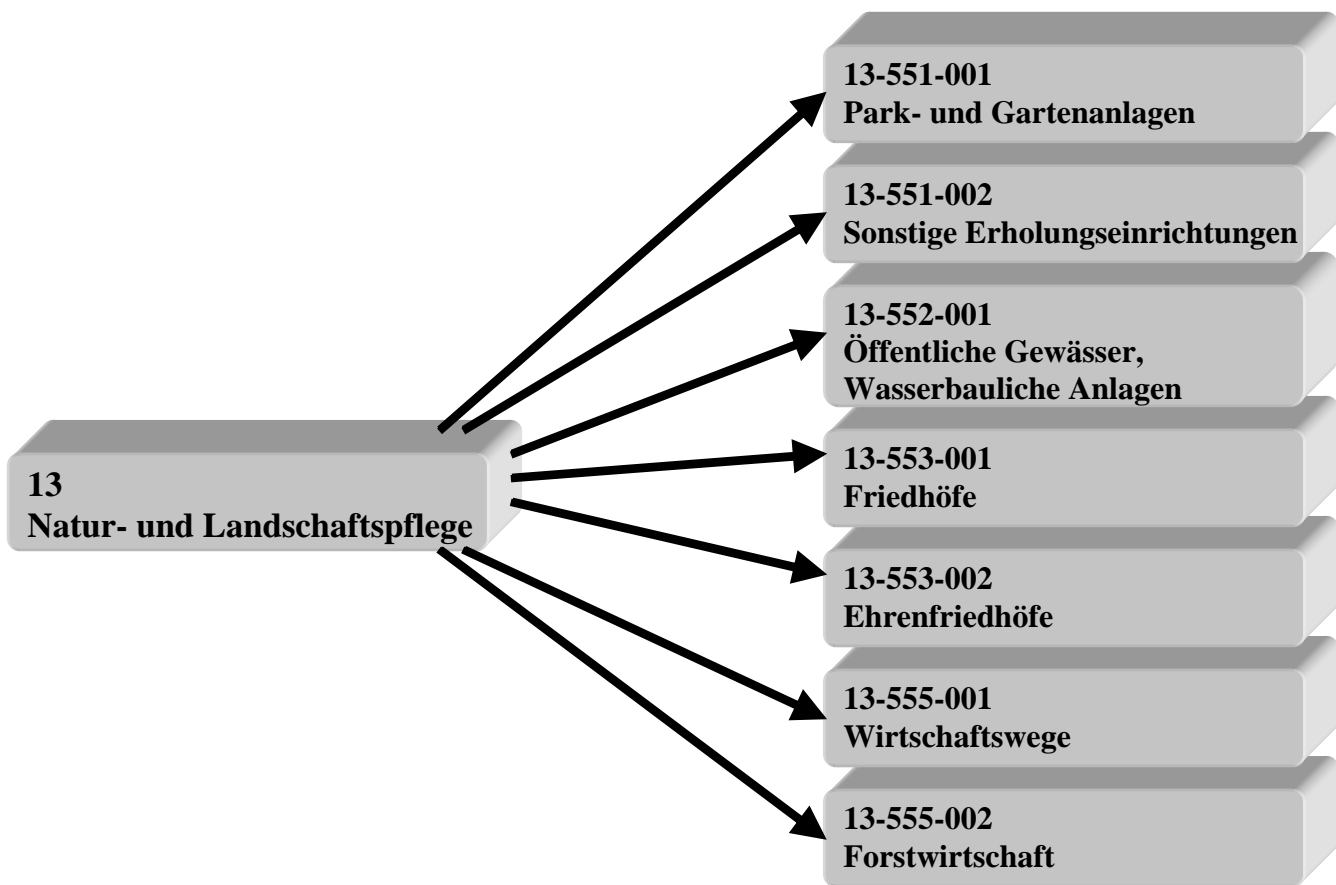 13
Natur- und Landschaftspflege
13-551-001
Park- und Gartenanlagen
13-551-002
Sonstige Erholungseinrichtungen
13-552-001
Öffentliche Gewässer,
Wasserbauliche Anlagen
13-553-001
Friedhöfe
13-553-002
Ehrenfriedhöfe
13-555-001
Wirtschaftswege
13-555-002
Forstwirtschaft